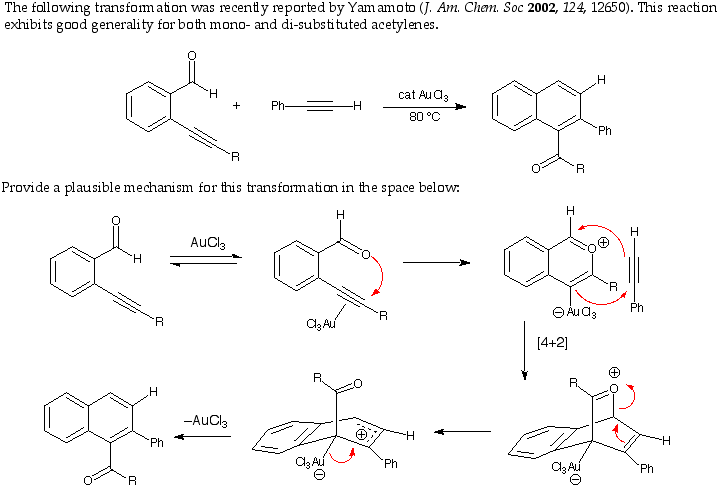 The following transformation was recently reported by Yamamoto (J. Am. Chem. Soc 2002, 124, 12650). This reaction
exhibits good generality for both mono- and di-substituted acetylenes.
O
H
R
+
Ph
H
cat AuCl3
80 °C
H
Ph
O
R
Provide a plausible mechanism for this transformation in the space below:
O
H
R
AuCl3
H
O
Cl3Au
R
H
O
⊕
R
⊖AuCl3
H
Ph
[4+2]
⊕
R
O
H
Ph
Cl3Au
⊖
R
O
⊕
H
Ph
Cl3Au
⊖
–AuCl3
H
Ph
O
R